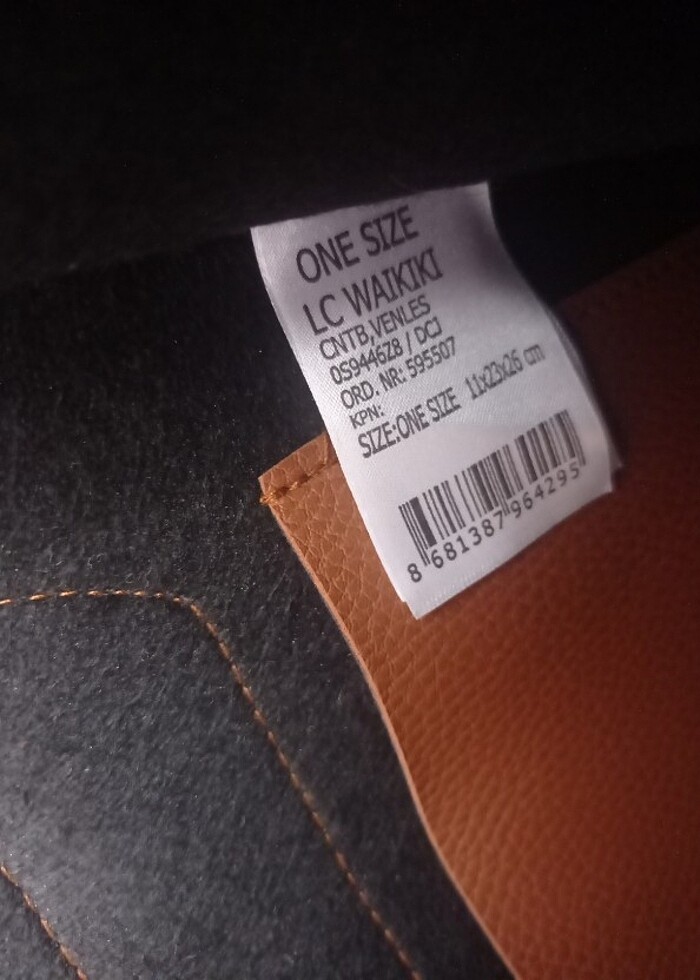 ONE SIZE
LC WAIKIKI
CNTB,VENLES
0S9446Z8 / DCJ
ORD. NR: 595507
KPN:
SIZE:ONE SIZE 11x23x26 cm
8 681387 964295